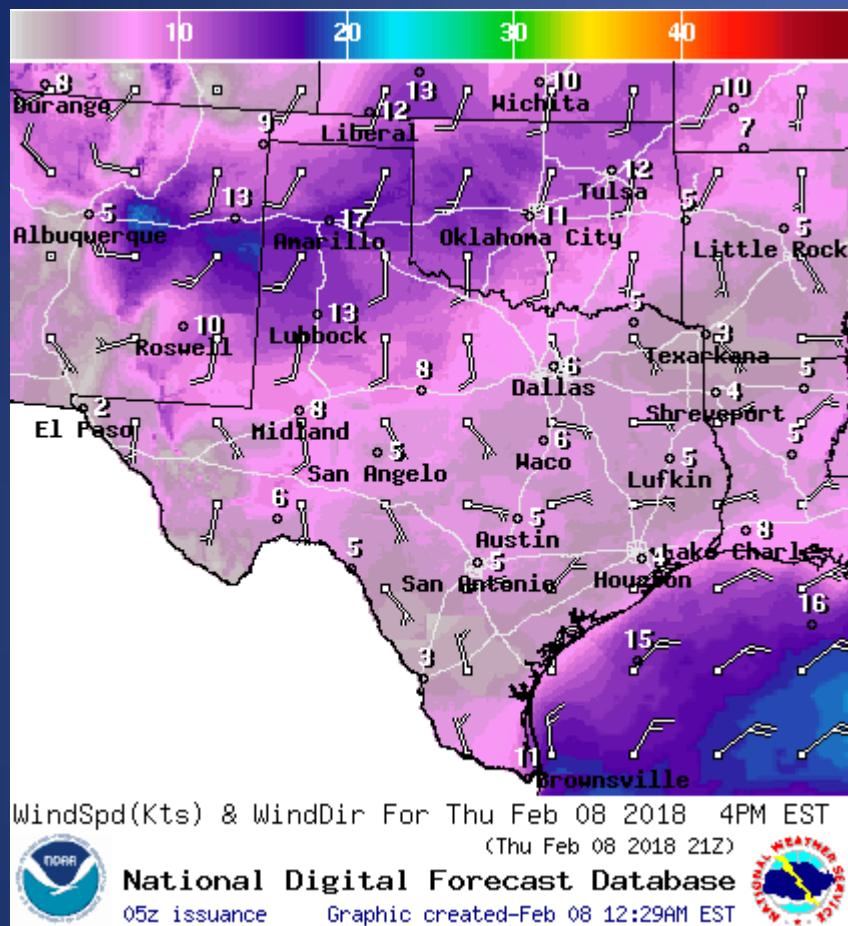 10 20 30 40
8 13 10 10
Durango Liberal 12 Wichita
9 7
12
Tulsa
5 13 17 11 5 5
Albuquerque Amarillo Oklahoma City Little Rock
10 13 5 3
Roswell Lubbock Texarkana
8 6 5
Dallas
2 8 4
El Paso Midland Shreveport
5 6 5 5
San Angelo Waco Lufkin
6 5 8
Austin
5 5 Lake Charles
San Antonio Houston
16
15
3
11
Brownsville
WindSpd(Kts) & WindDir For Thu Feb 08 2018 4PM EST
(Thu Feb 08 2018 21Z)
NOAA
NATIONAL WEATHER SERVICE
National Digital Forecast Database
05z issuance Graphic created-Feb 08 12:29AM EST